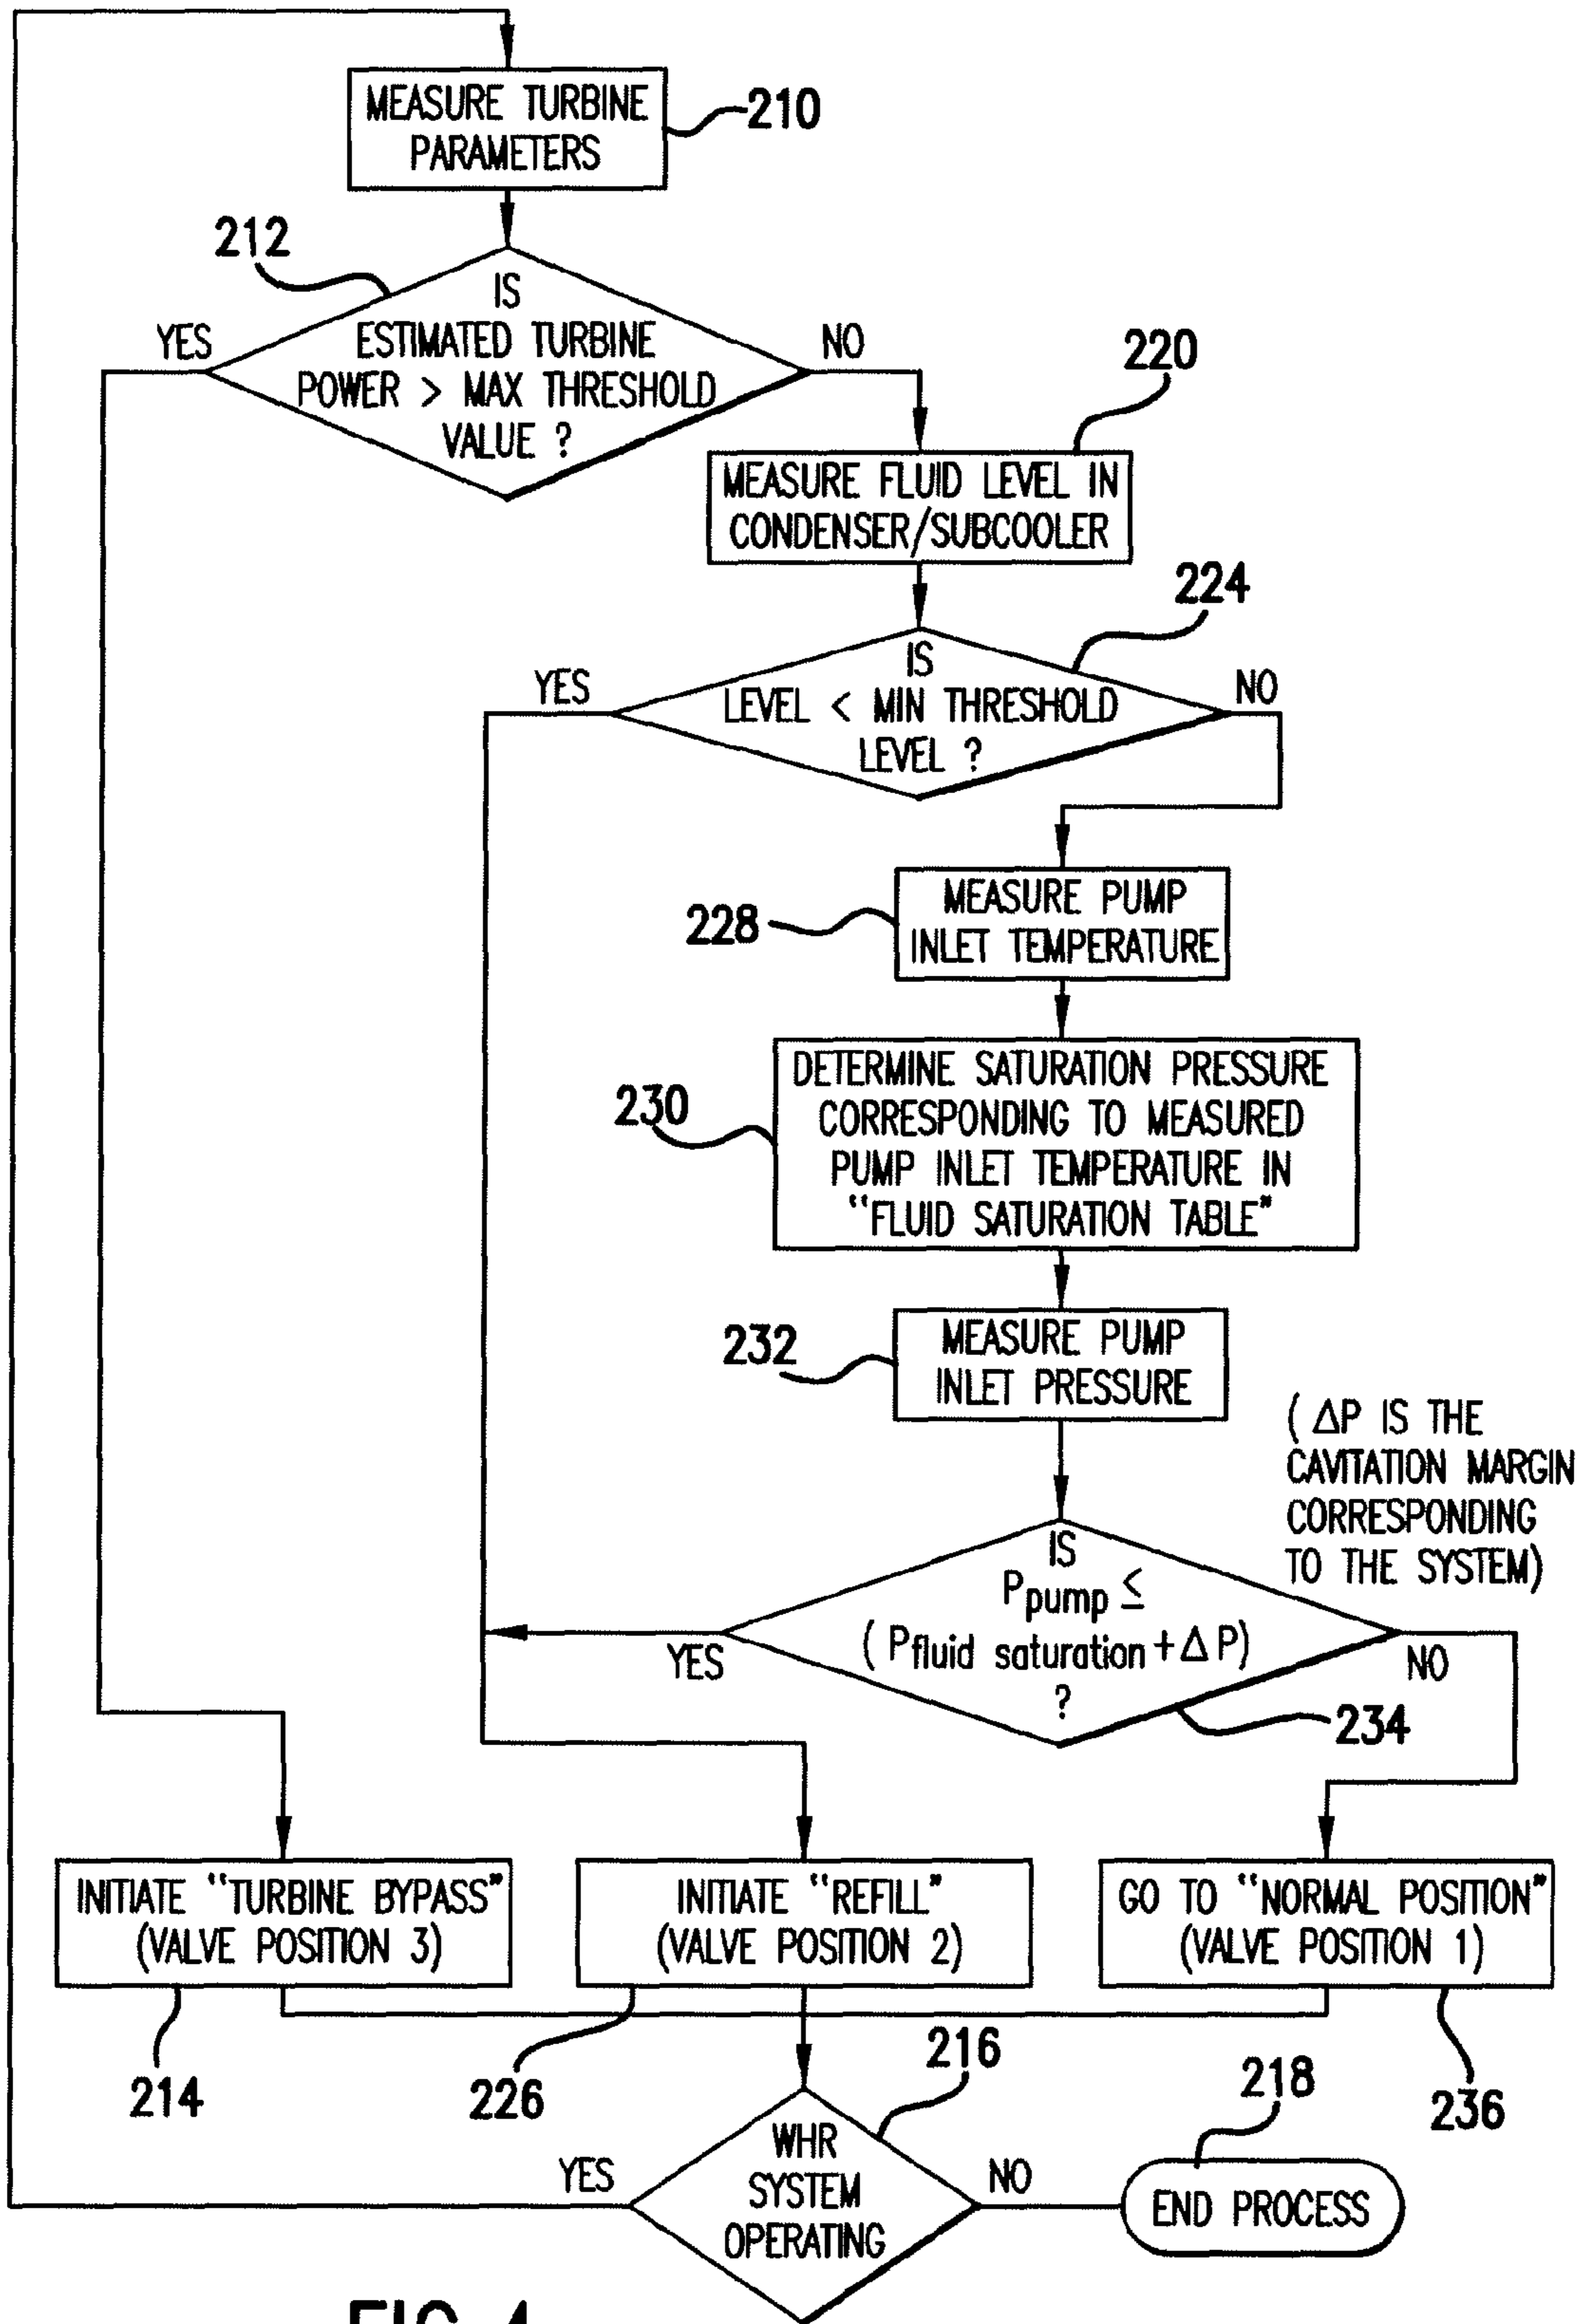 MEASURE TURBINE
PARAMETERS
210
212
IS
ESTIMATED TURBINE
POWER > MAX THRESHOLD
VALUE ?
YES
NO
220
MEASURE FLUID LEVEL IN
CONDENSER/SUBCOOLER
224
IS
LEVEL < MIN THRESHOLD
LEVEL ?
YES
NO
228
MEASURE PUMP
INLET TEMPERATURE
230
DETERMINE SATURATION PRESSURE
CORRESPONDING TO MEASURED
PUMP INLET TEMPERATURE IN
“FLUID SATURATION TABLE”
232
MEASURE PUMP
INLET PRESSURE
( ΔP IS THE
CAVITATION MARGIN
CORRESPONDING
TO THE SYSTEM)
IS
Ppump ≤
( Pfluid saturation + Δ P)
?
YES
NO
234
INITIATE “TURBINE BYPASS”
(VALVE POSITION 3)
INITIATE “REFILL”
(VALVE POSITION 2)
GO TO “NORMAL POSITION”
(VALVE POSITION 1)
214
226
216
218
236
WHR
SYSTEM
OPERATING
YES
NO
END PROCESS